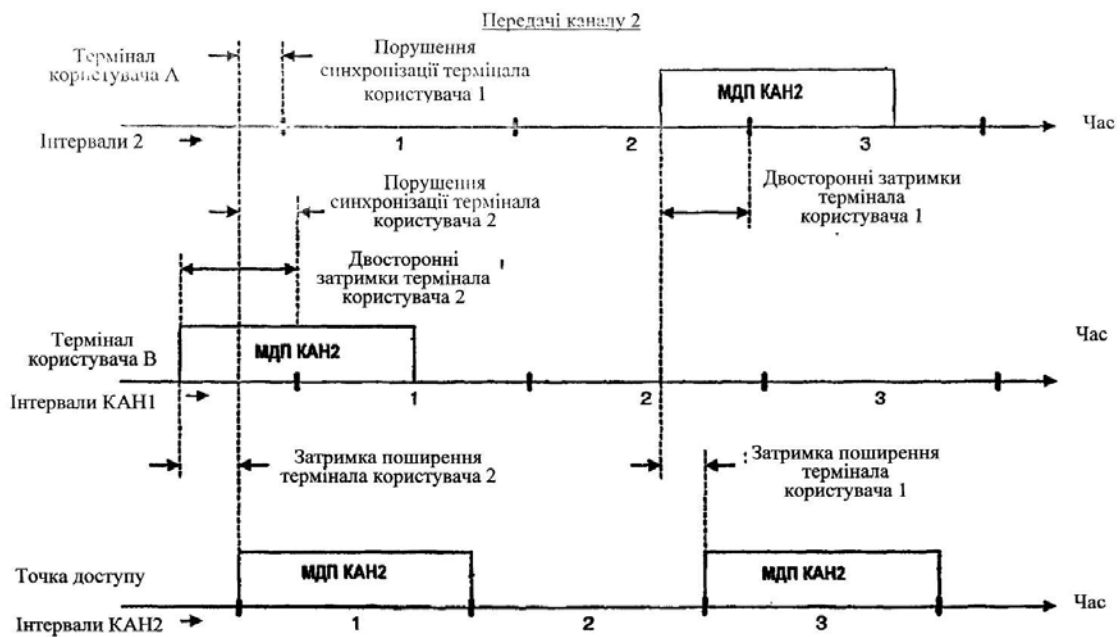 Передачі каналу 2
Термінал
користувача А
Порушення
синхронізації термінала
користувача 1
МДП КАН2
Час
Інтервали 2
1
2
3
Порушення
синхронізації термінала
користувача 2
Двосторонні затримки
термінала
користувача 1
Двосторонні
затримки термінала
користувача 2
Термінал
користувача В
МДП КАН2
Час
Інтервали КАН1
1
2
3
Затримка поширення
термінала користувача 2
Затримка поширення
термінала
користувача 1
Точка доступу
МДП КАН2
МДП КАН2
Час
Інтервали КАН2
1
2
3